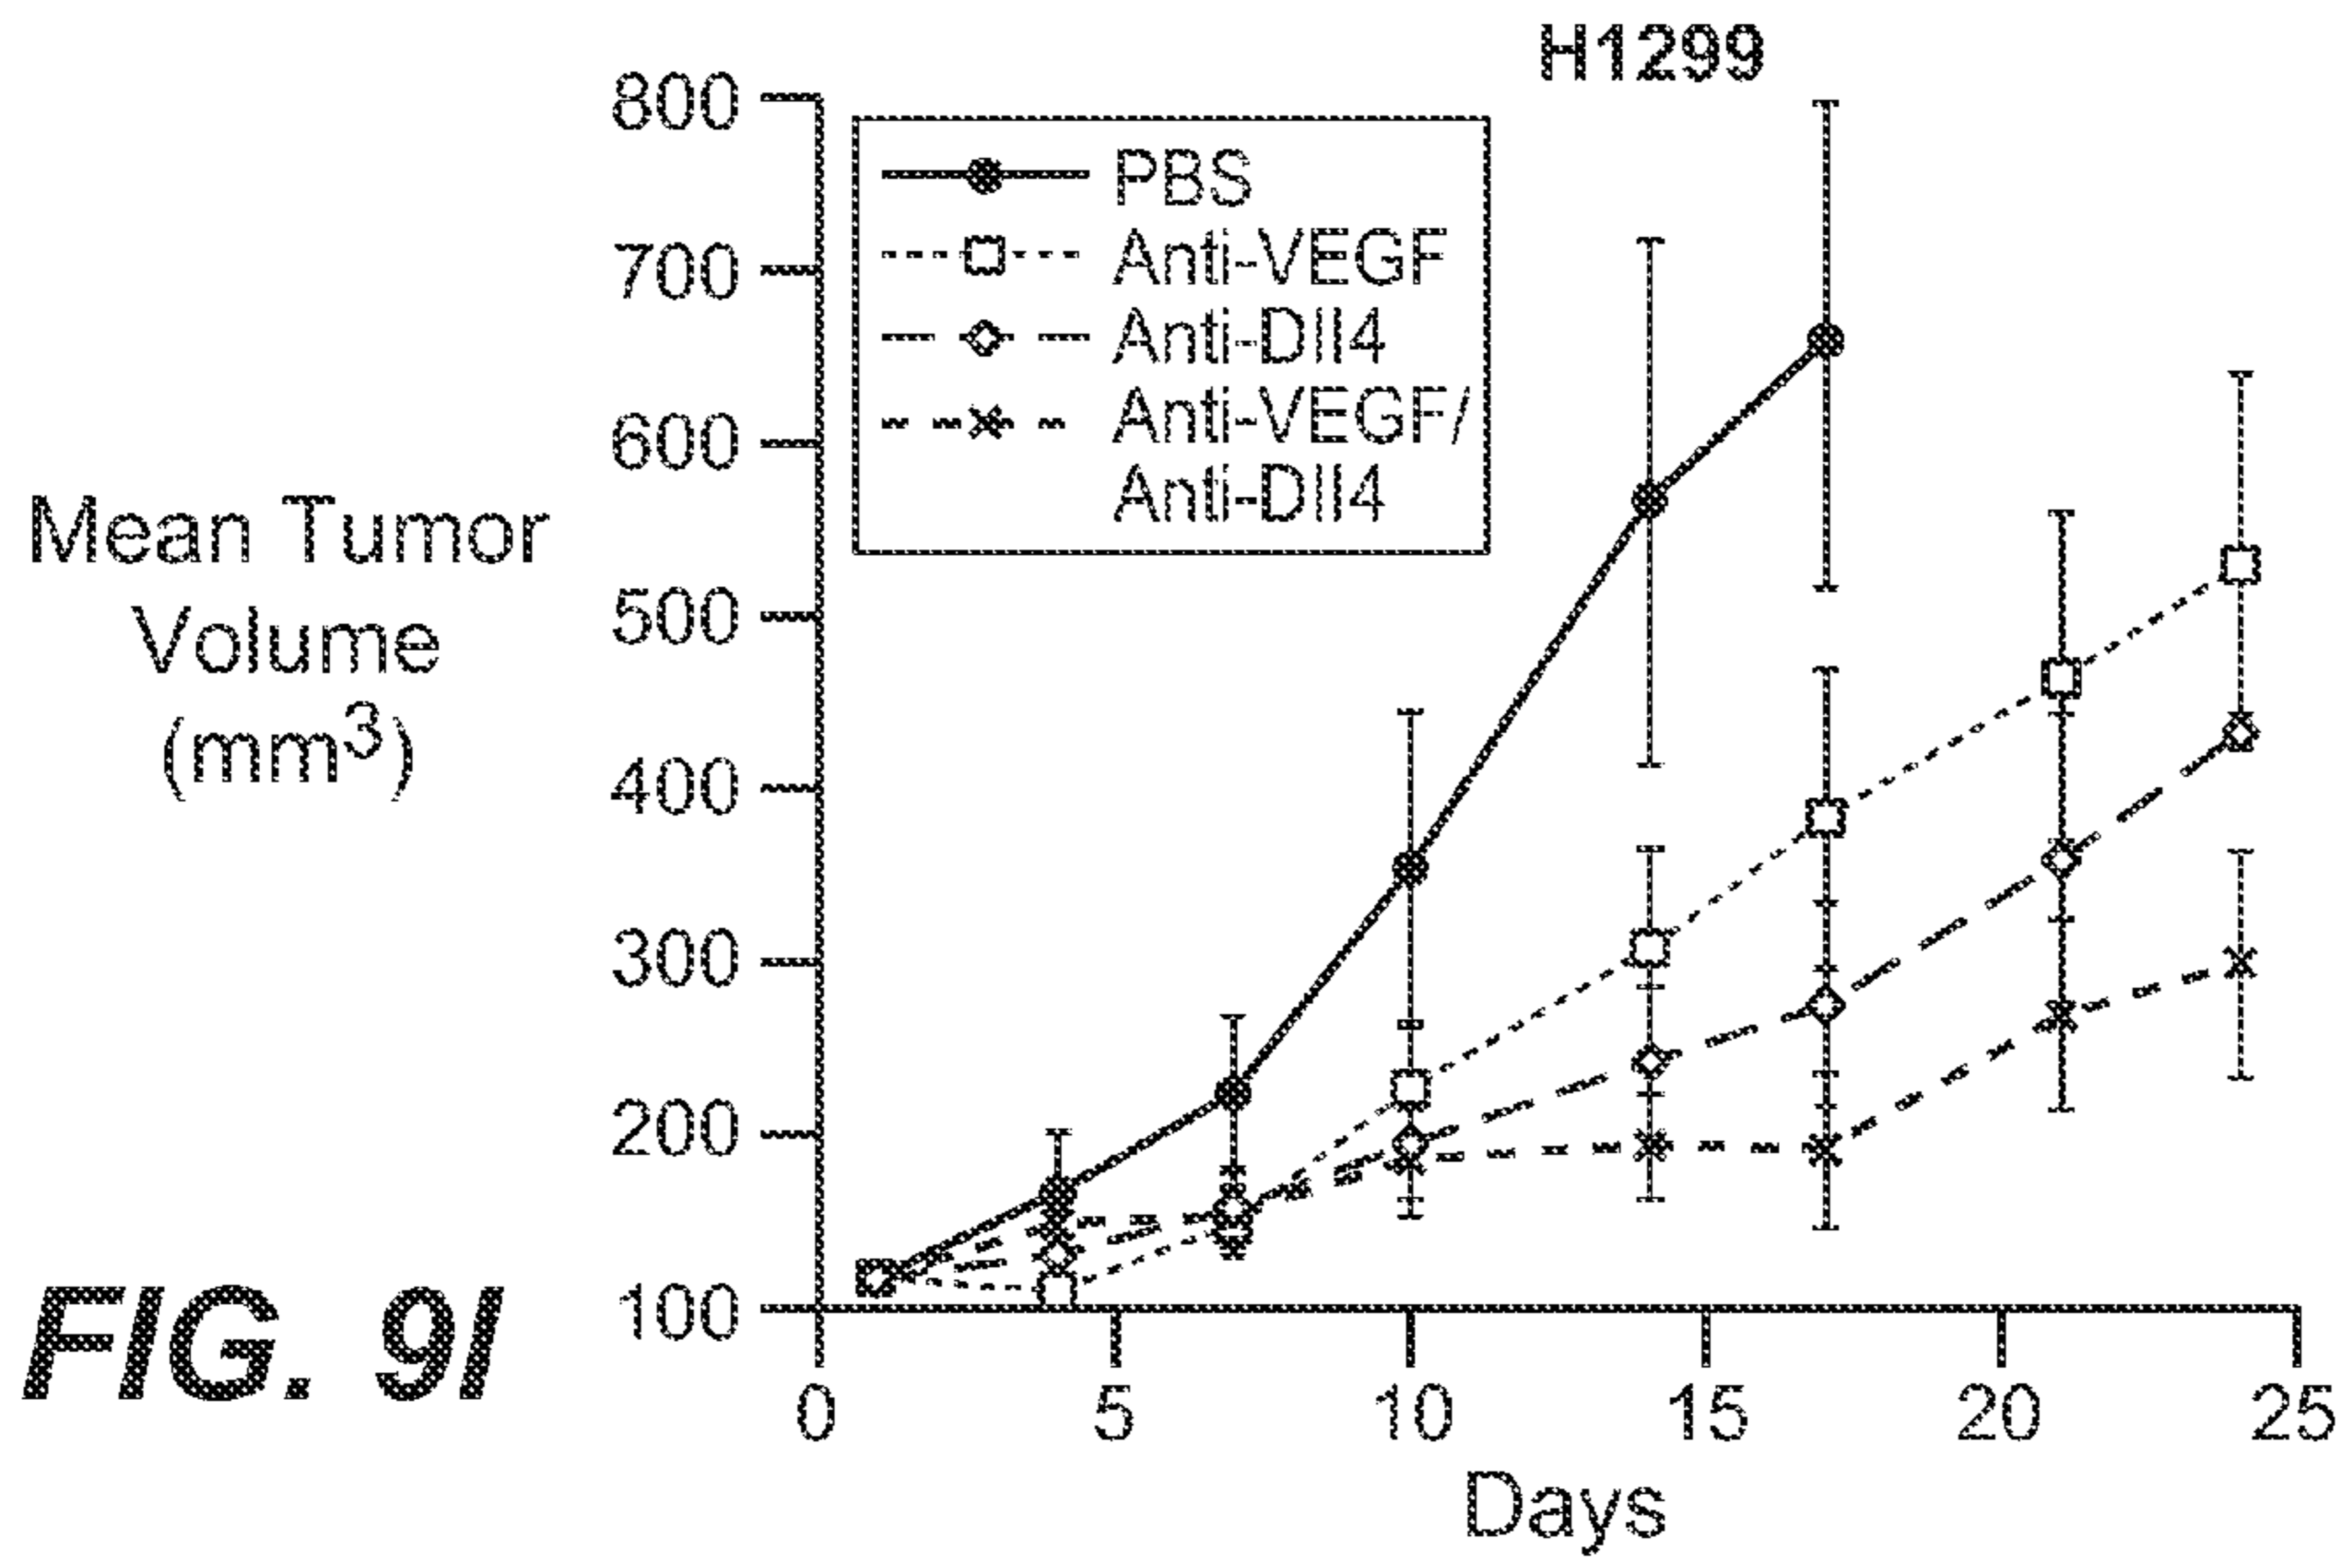 H1299
800
700
600
500
400
300
200
100
PBS
Anti-VEGF
Anti-Dll4
Anti-VEGF/
Anti-Dll4
Mean Tumor
Volume
(mm³)
0 5 10 15 20 25
Days
FIG. 9I